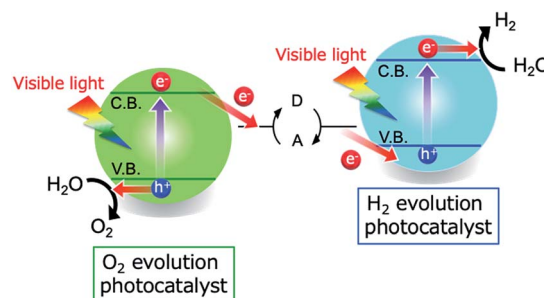 Visible light
e⁻
C.B.
V.B.
h⁺
H₂O
O₂
O₂ evolution
photocatalyst
e⁻
D
A
e⁻
Visible light
e⁻
C.B.
V.B.
h⁺
H₂
H₂O
H₂ evolution
photocatalyst